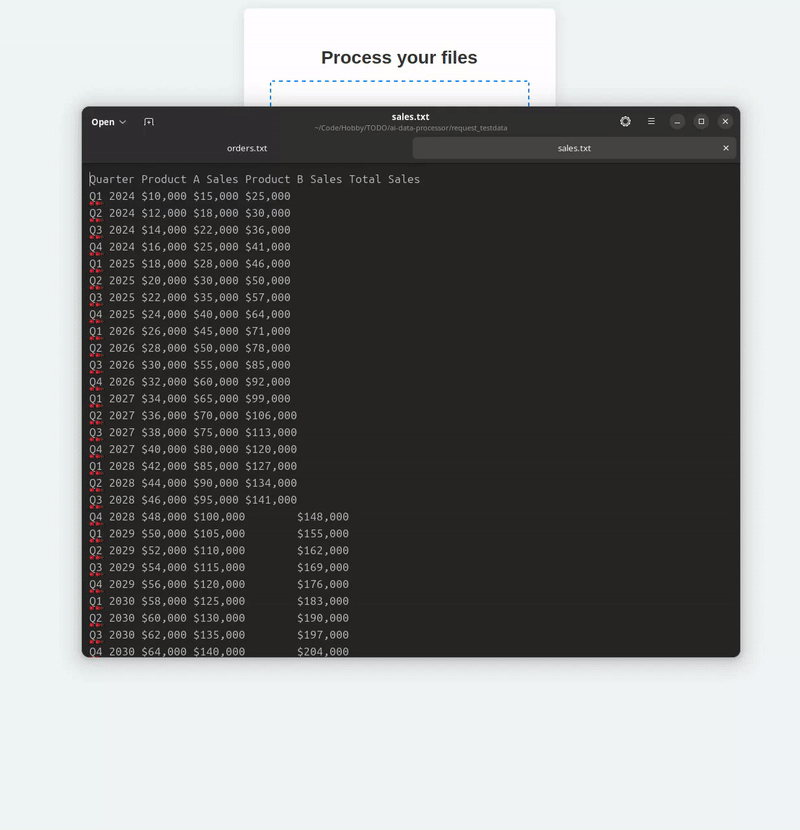 Process your files
Open
sales.txt
~/Code/Hobby/TODO/ai-data-processor/request_testdata
orders.txt
sales.txt
Quarter Product A Sales Product B Sales Total Sales
Q1 2024 $10,000 $15,000 $25,000
Q2 2024 $12,000 $18,000 $30,000
Q3 2024 $14,000 $22,000 $36,000
Q4 2024 $16,000 $25,000 $41,000
Q1 2025 $18,000 $28,000 $46,000
Q2 2025 $20,000 $30,000 $50,000
Q3 2025 $22,000 $35,000 $57,000
Q4 2025 $24,000 $40,000 $64,000
Q1 2026 $26,000 $45,000 $71,000
Q2 2026 $28,000 $50,000 $78,000
Q3 2026 $30,000 $55,000 $85,000
Q4 2026 $32,000 $60,000 $92,000
Q1 2027 $34,000 $65,000 $99,000
Q2 2027 $36,000 $70,000 $106,000
Q3 2027 $38,000 $75,000 $113,000
Q4 2027 $40,000 $80,000 $120,000
Q1 2028 $42,000 $85,000 $127,000
Q2 2028 $44,000 $90,000 $134,000
Q3 2028 $46,000 $95,000 $141,000
Q4 2028 $48,000 $100,000 $148,000
Q1 2029 $50,000 $105,000 $155,000
Q2 2029 $52,000 $110,000 $162,000
Q3 2029 $54,000 $115,000 $169,000
Q4 2029 $56,000 $120,000 $176,000
Q1 2030 $58,000 $125,000 $183,000
Q2 2030 $60,000 $130,000 $190,000
Q3 2030 $62,000 $135,000 $197,000
Q4 2030 $64,000 $140,000 $204,000